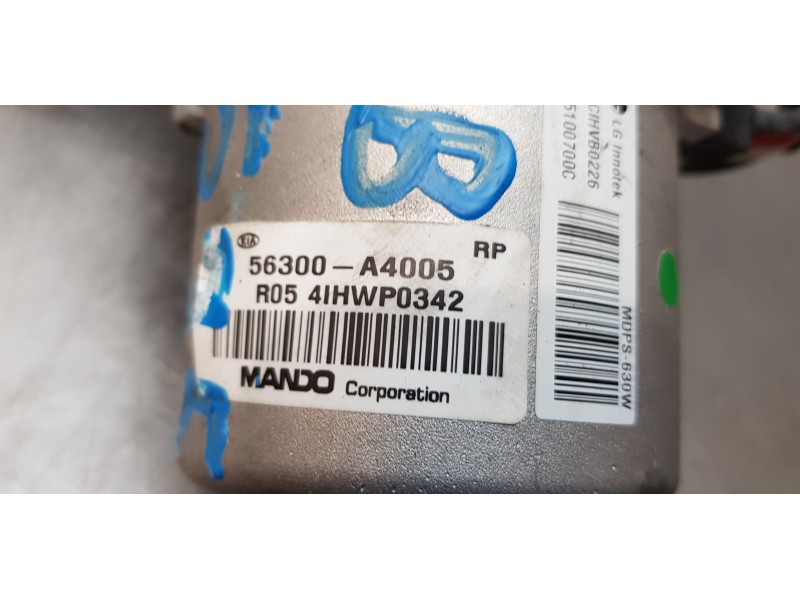 B
KIA
56300-A4005
RP
R05 4IHWP0342
MANDO Corporation
LG Innotek
CIHVB0226
5100700C
MDPS-630W